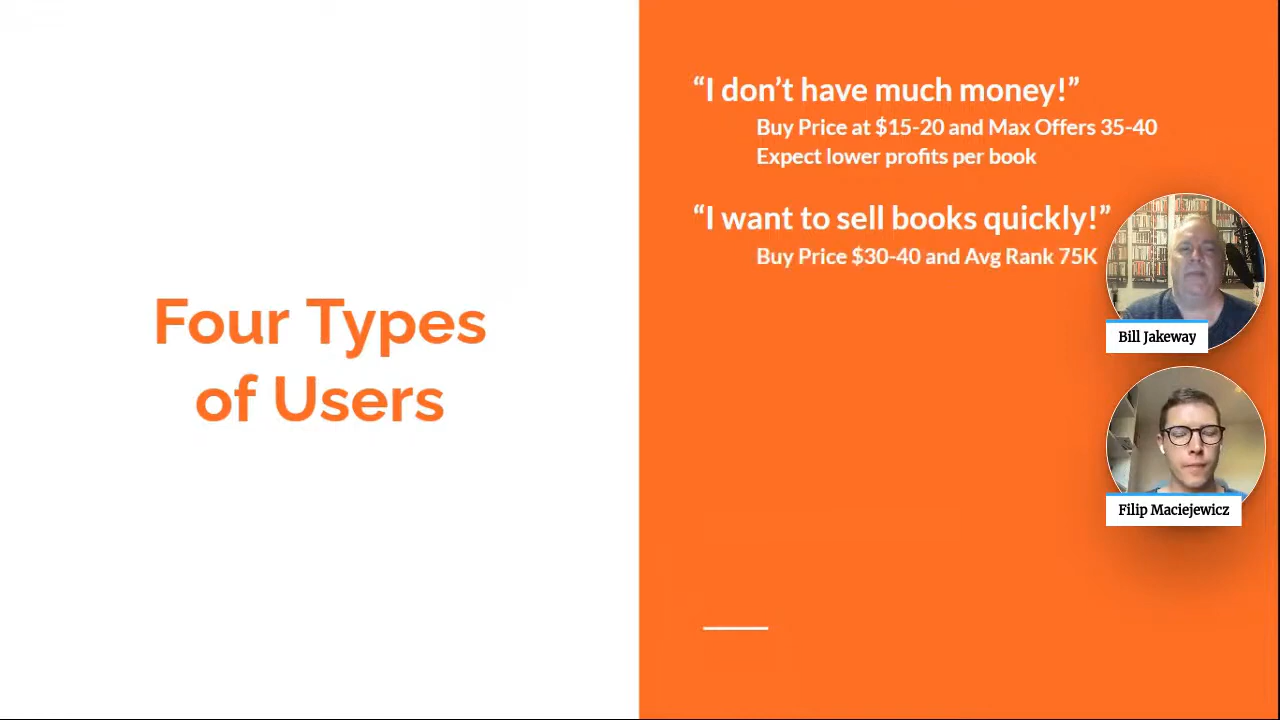 Four Types
of Users
“I don’t have much money!”
Buy Price at $15-20 and Max Offers 35-40
Expect lower profits per book
“I want to sell books quickly!”
Buy Price $30-40 and Avg Rank 75K
Bill Jakeway
Filip Maciejewicz